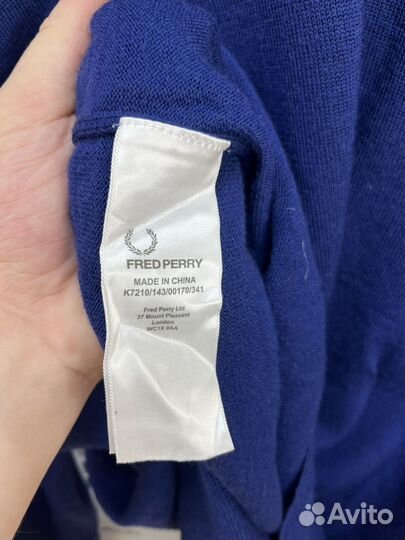 FRED PERRY
MADE IN CHINA
K7210/143/00170/341
Fred Perry Ltd
37 Mount Pleasant
London
WC1X 0AA
Avito